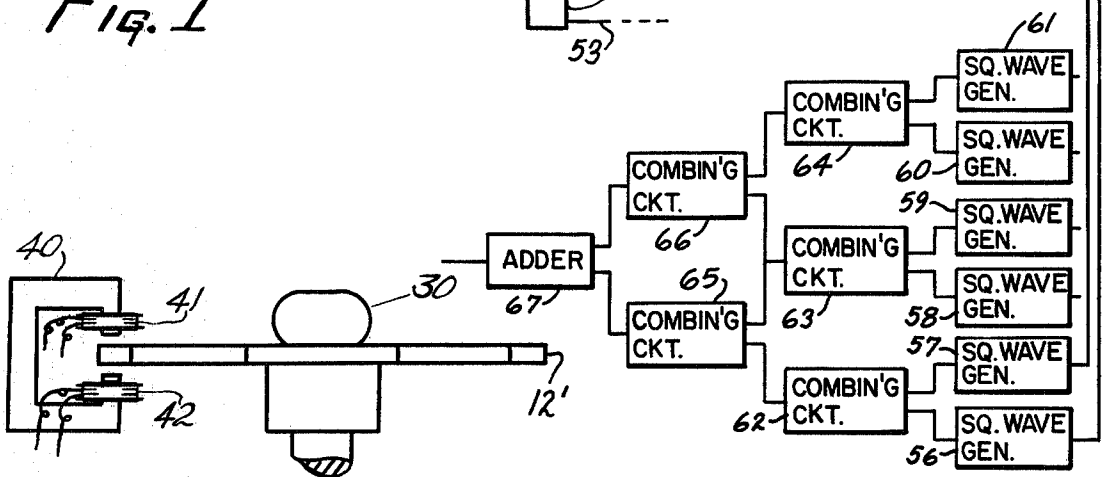 FIG. 1
53
61
SQ. WAVE
GEN.
COMBIN'G
CKT.
64
60
SQ. WAVE
GEN.
COMBIN'G
CKT.
66
59
SQ. WAVE
GEN.
40
41
30
ADDER
67
COMBIN'G
CKT.
63
58
SQ. WAVE
GEN.
65
COMBIN'G
CKT.
57
SQ. WAVE
GEN.
42
12'
COMBIN'G
CKT.
62
56
SQ. WAVE
GEN.